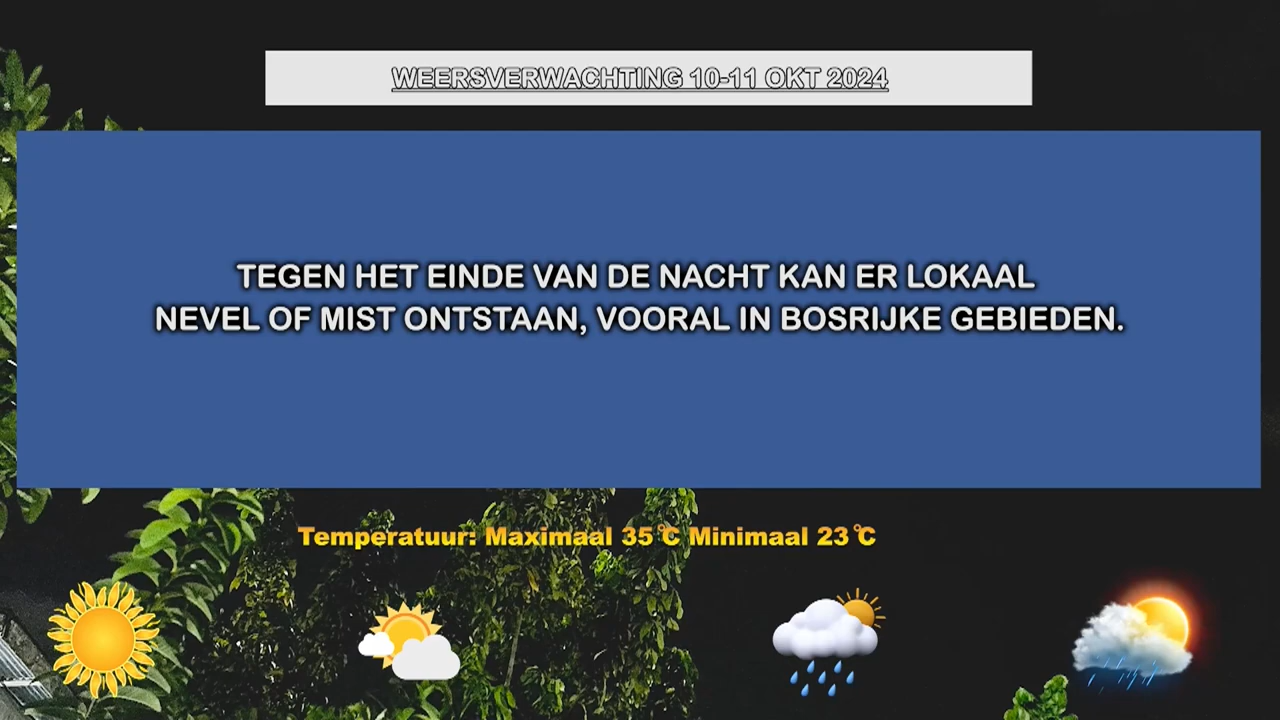 WEERSVERWACHTING 10-11 OKT 2024
TEGEN HET EINDE VAN DE NACHT KAN ER LOKAAL
NEVEL OF MIST ONTSTAAN, VOORAL IN BOSRIJKE GEBIEDEN.
Temperatuur: Maximaal 35℃ Minimaal 23℃